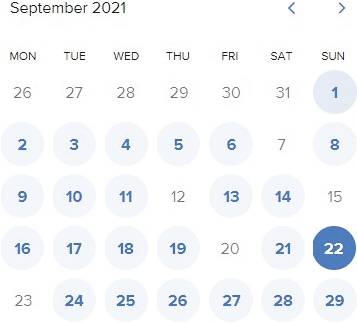 September 2021
MON TUE WED THU FRI SAT SUN
26 27 28 29 30 31 1
2 3 4 5 6 7 8
9 10 11 12 13 14 15
16 17 18 19 20 21 22
23 24 25 26 27 28 29